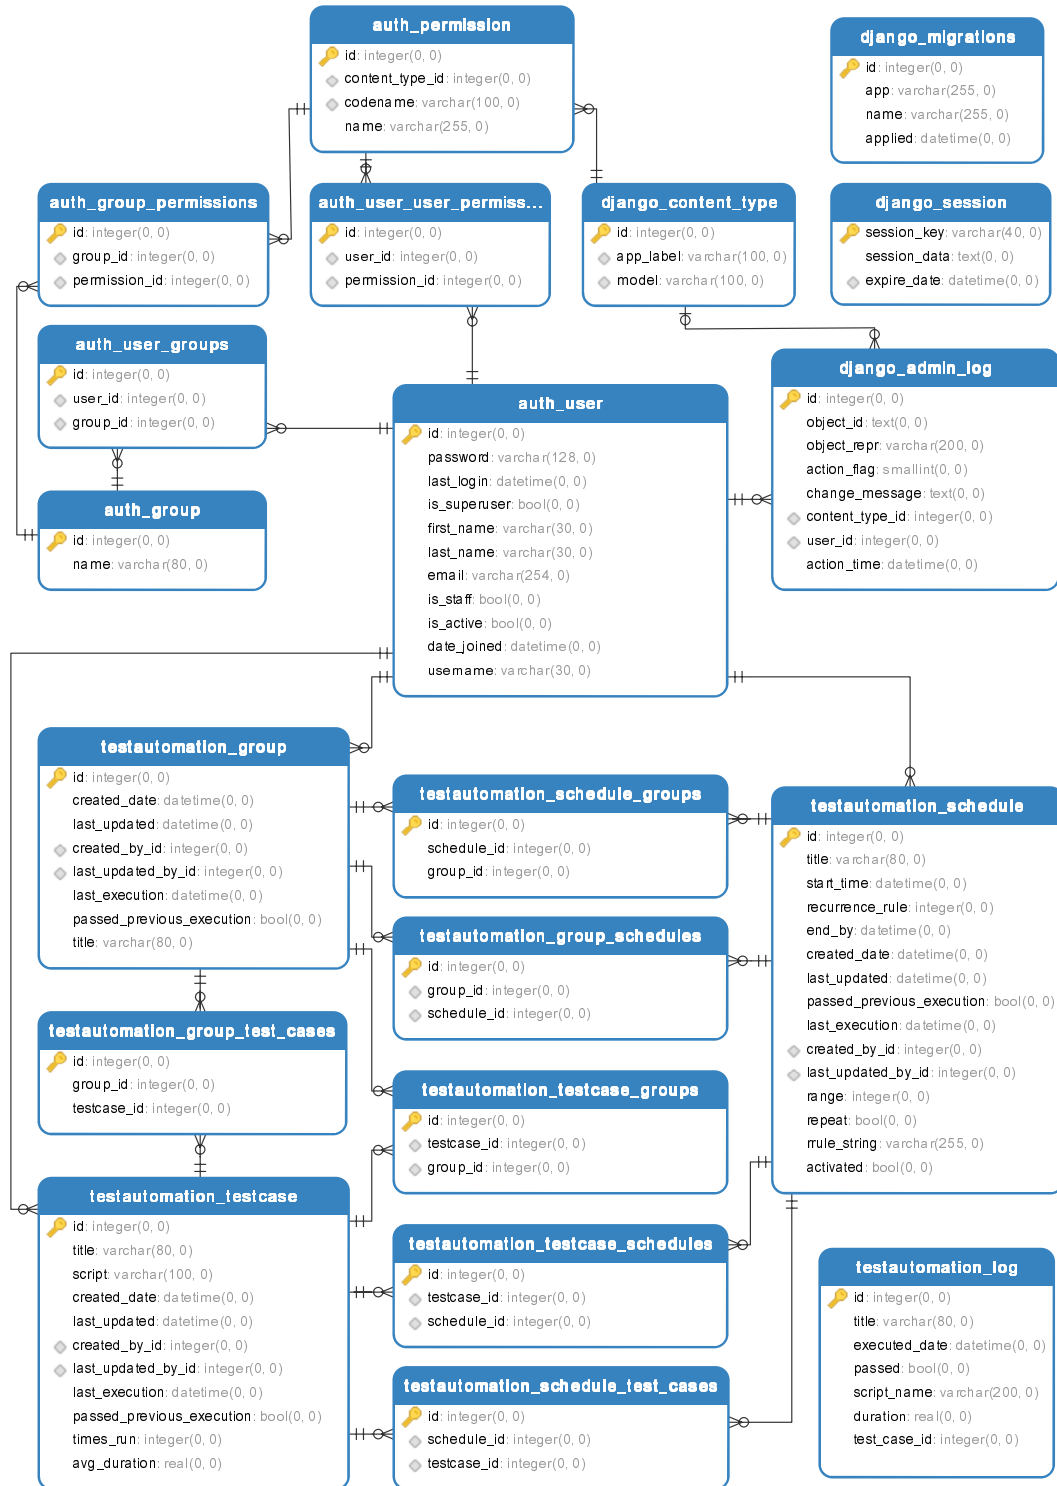 auth_permission
id: integer(0, 0)
content_type_id: integer(0, 0)
codename: varchar(100, 0)
name: varchar(255, 0)
django_migrations
id: integer(0, 0)
app: varchar(255, 0)
name: varchar(255, 0)
applied: datetime(0, 0)
auth_group_permissions
id: integer(0, 0)
group_id: integer(0, 0)
permission_id: integer(0, 0)
auth_user_user_permiss...
id: integer(0, 0)
user_id: integer(0, 0)
permission_id: integer(0, 0)
django_content_type
id: integer(0, 0)
app_label: varchar(100, 0)
model: varchar(100, 0)
django_session
session_key: varchar(40, 0)
session_data: text(0, 0)
expire_date: datetime(0, 0)
auth_user_groups
id: integer(0, 0)
user_id: integer(0, 0)
group_id: integer(0, 0)
django_admin_log
id: integer(0, 0)
object_id: text(0, 0)
object_repr: varchar(200, 0)
action_flag: smallint(0, 0)
change_message: text(0, 0)
content_type_id: integer(0, 0)
user_id: integer(0, 0)
action_time: datetime(0, 0)
auth_user
id: integer(0, 0)
password: varchar(128, 0)
last_login: datetime(0, 0)
is_superuser: bool(0, 0)
first_name: varchar(30, 0)
last_name: varchar(30, 0)
email: varchar(254, 0)
is_staff: bool(0, 0)
is_active: bool(0, 0)
date_joined: datetime(0, 0)
username: varchar(30, 0)
auth_group
id: integer(0, 0)
name: varchar(80, 0)
testautomation_group
id: integer(0, 0)
created_date: datetime(0, 0)
last_updated: datetime(0, 0)
created_by_id: integer(0, 0)
last_updated_by_id: integer(0, 0)
last_execution: datetime(0, 0)
passed_previous_execution: bool(0, 0)
title: varchar(80, 0)
testautomation_schedule_groups
id: integer(0, 0)
schedule_id: integer(0, 0)
group_id: integer(0, 0)
testautomation_schedule
id: integer(0, 0)
title: varchar(80, 0)
start_time: datetime(0, 0)
recurrence_rule: integer(0, 0)
end_by: datetime(0, 0)
created_date: datetime(0, 0)
last_updated: datetime(0, 0)
passed_previous_execution: bool(0, 0)
last_execution: datetime(0, 0)
created_by_id: integer(0, 0)
last_updated_by_id: integer(0, 0)
range: integer(0, 0)
repeat: bool(0, 0)
rrule_string: varchar(255, 0)
activated: bool(0, 0)
testautomation_group_schedules
id: integer(0, 0)
group_id: integer(0, 0)
schedule_id: integer(0, 0)
testautomation_group_test_cases
id: integer(0, 0)
group_id: integer(0, 0)
testcase_id: integer(0, 0)
testautomation_testcase_groups
id: integer(0, 0)
testcase_id: integer(0, 0)
group_id: integer(0, 0)
testautomation_testcase
id: integer(0, 0)
title: varchar(80, 0)
script: varchar(100, 0)
created_date: datetime(0, 0)
last_updated: datetime(0, 0)
created_by_id: integer(0, 0)
last_updated_by_id: integer(0, 0)
last_execution: datetime(0, 0)
passed_previous_execution: bool(0, 0)
times_run: integer(0, 0)
avg_duration: real(0, 0)
testautomation_testcase_schedules
id: integer(0, 0)
testcase_id: integer(0, 0)
schedule_id: integer(0, 0)
testautomation_log
id: integer(0, 0)
title: varchar(80, 0)
executed_date: datetime(0, 0)
passed: bool(0, 0)
script_name: varchar(200, 0)
duration: real(0, 0)
test_case_id: integer(0, 0)
testautomation_schedule_test_cases
id: integer(0, 0)
schedule_id: integer(0, 0)
testcase_id: integer(0, 0)